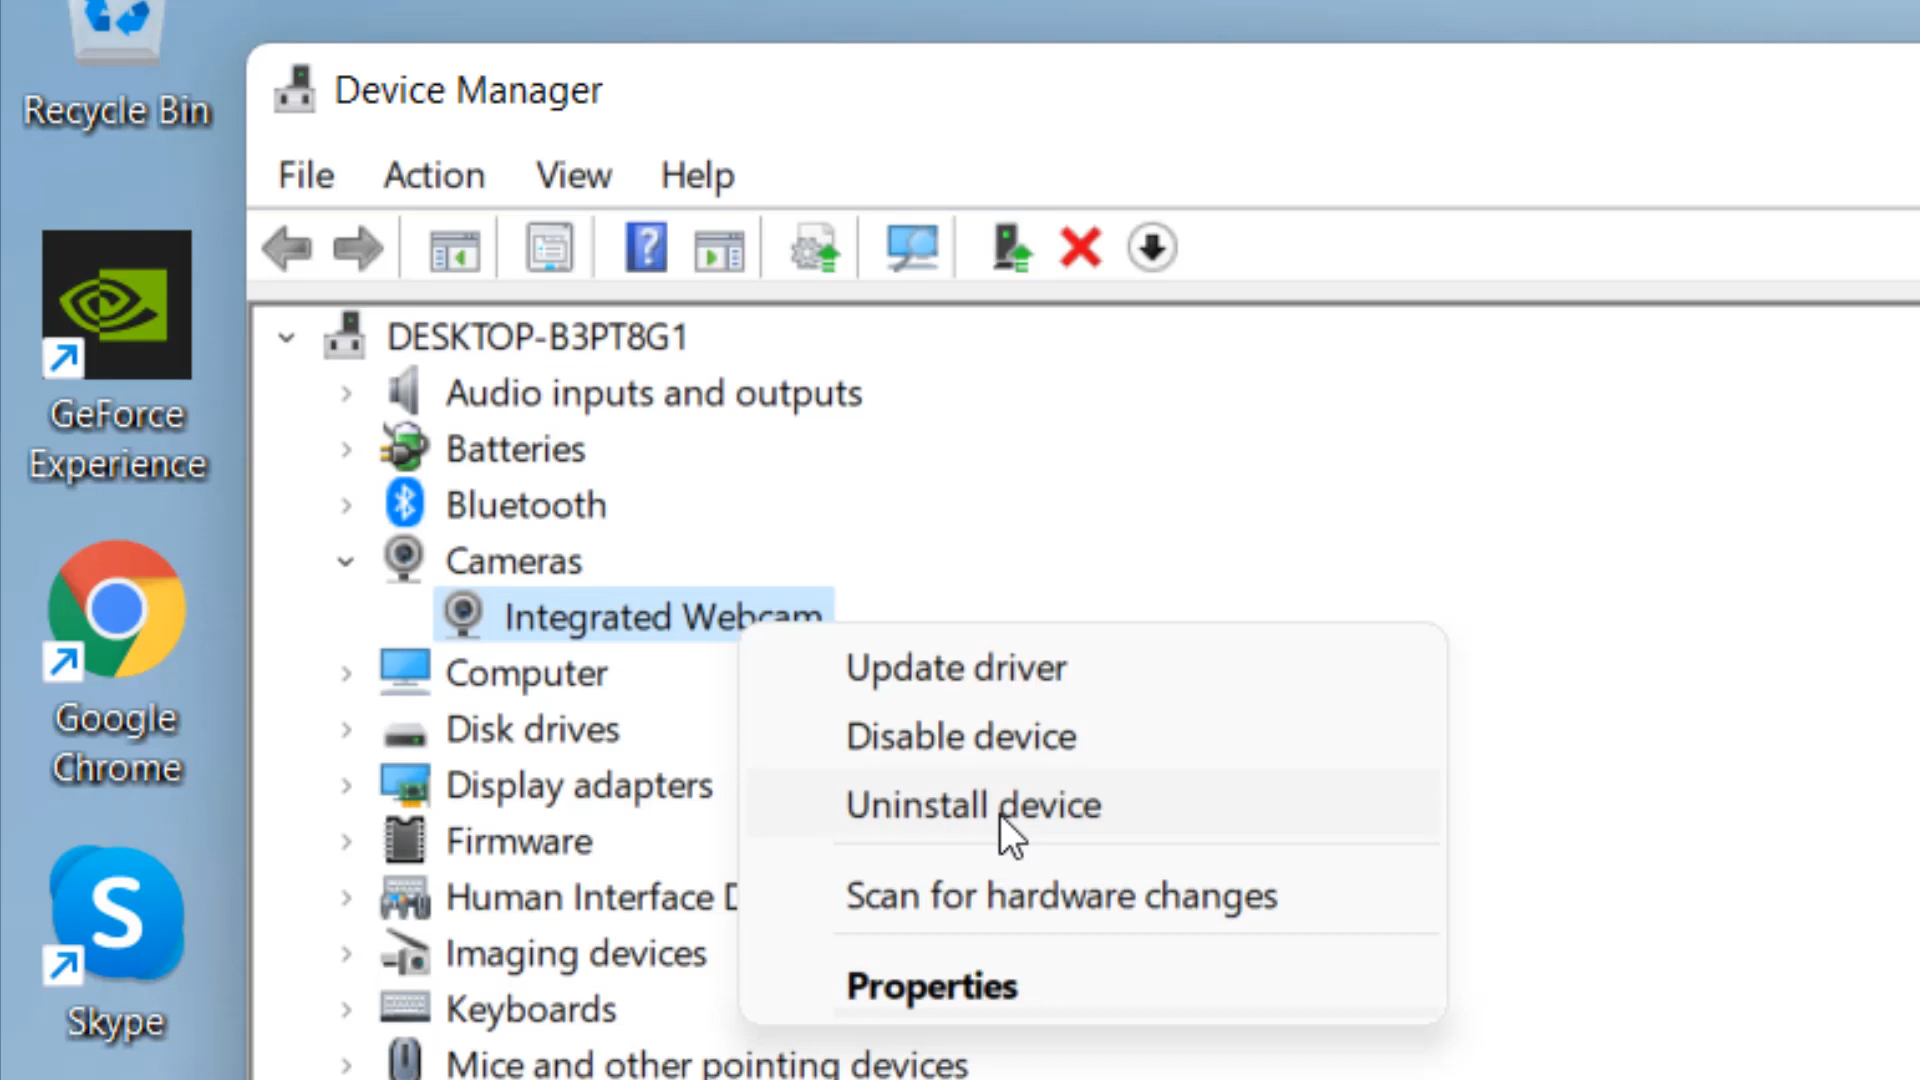 Recycle Bin
GeForce
Experience
Google
Chrome
S
Skype
Device Manager
File Action View Help
?
DESKTOP-B3PT8G1
Audio inputs and outputs
Batteries
Bluetooth
Cameras
Integrated Webcam
Computer
Disk drives
Display adapters
Firmware
Human Interface D
Imaging devices
Keyboards
Mice and other pointing devices
Update driver
Disable device
Uninstall device
Scan for hardware changes
Properties